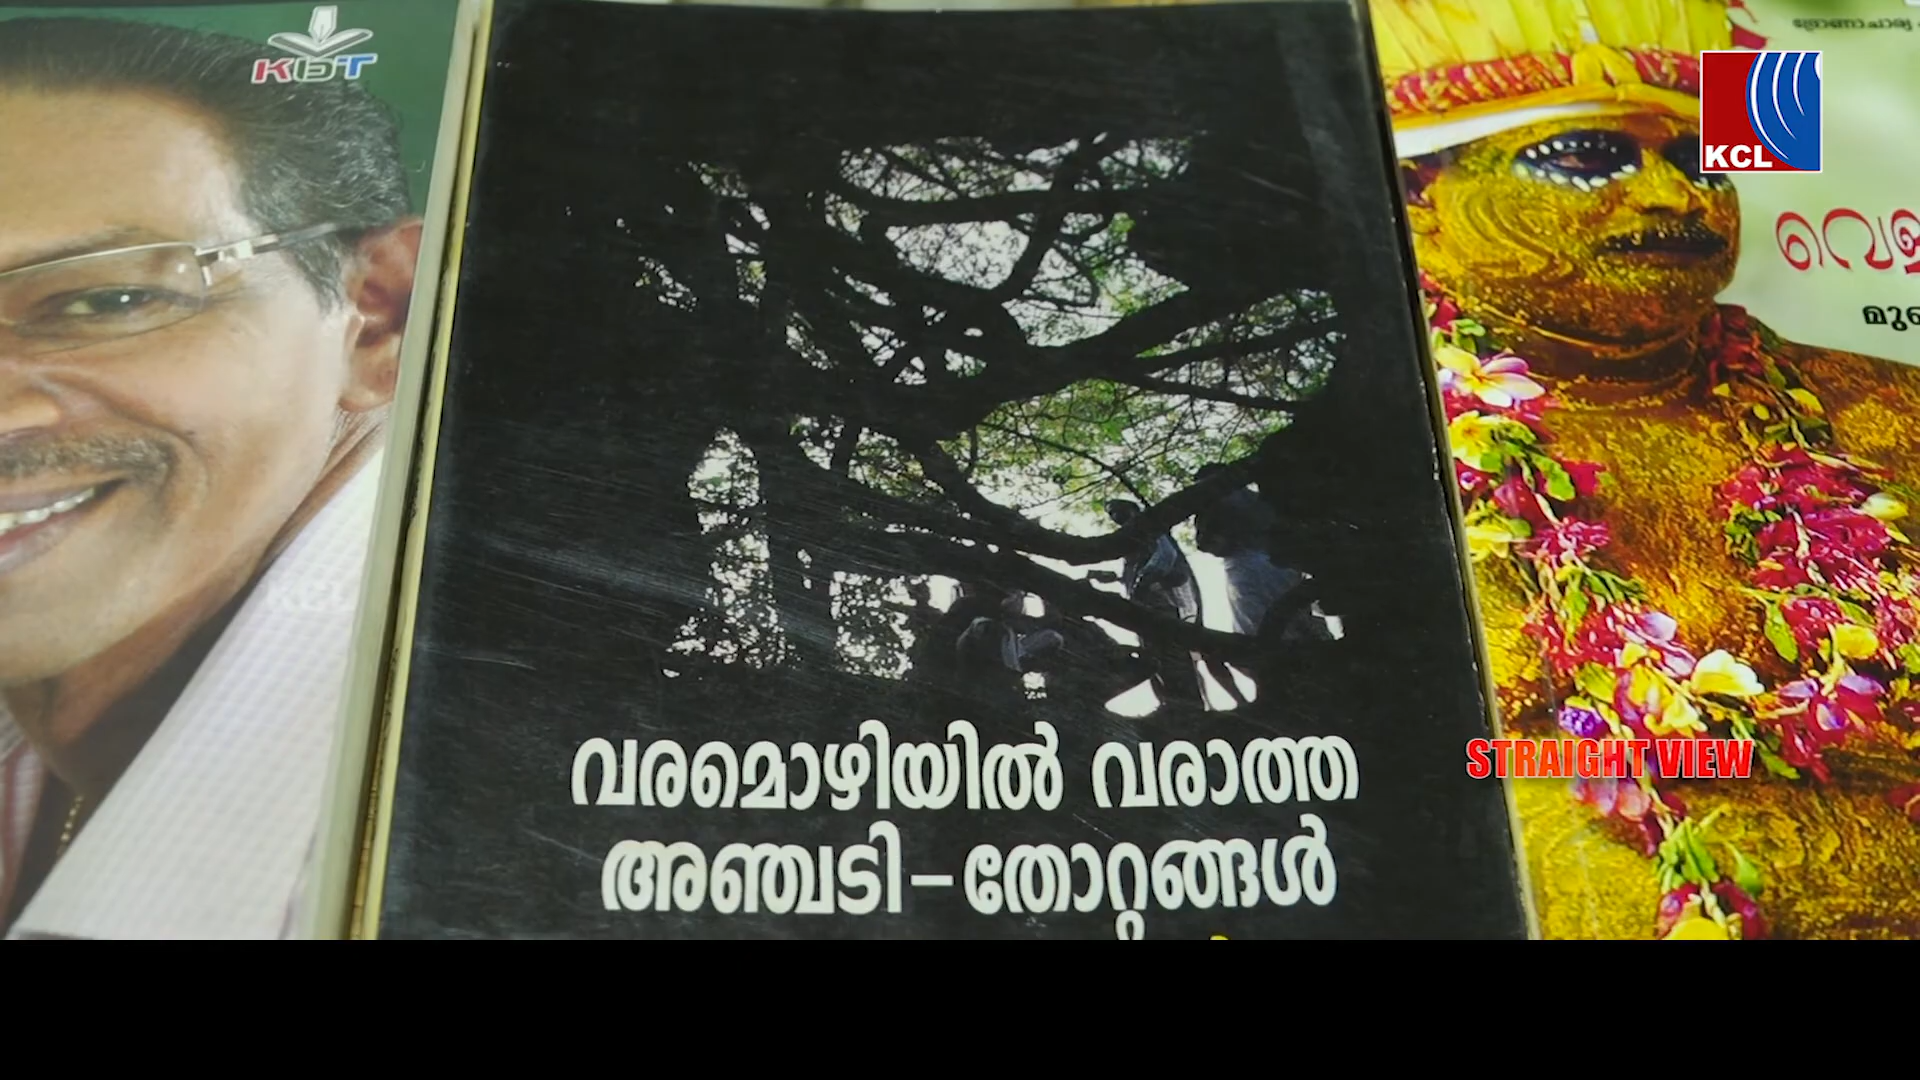 KBT
ദ്രോണാചാര്യ
KCL
വരമൊഴിയിൽ വരാത്ത
അഞ്ചടി-തോറ്റങ്ങൾ
STRAIGHT VIEW